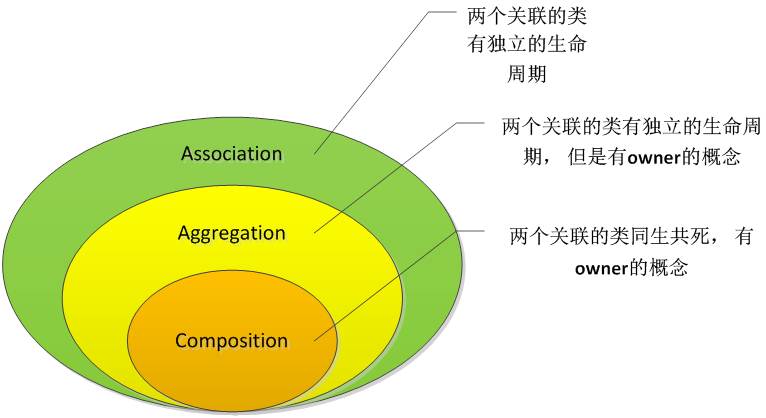 两个关联的类
有独立的生命
周期
Association
两个关联的类有独立的生命周
期， 但是有owner的概念
Aggregation
两个关联的类同生共死， 有
owner的概念
Composition